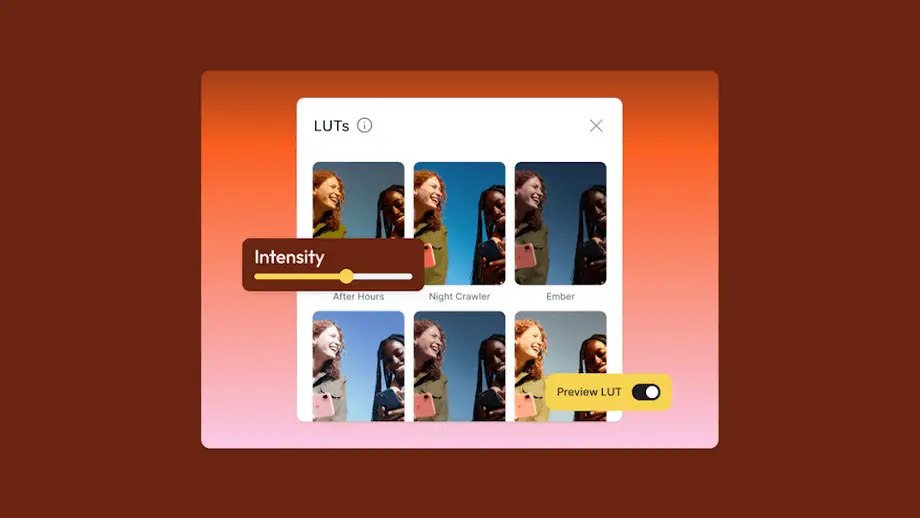 LUTs
Intensity
After Hours
Night Crawler
Ember
Preview LUT